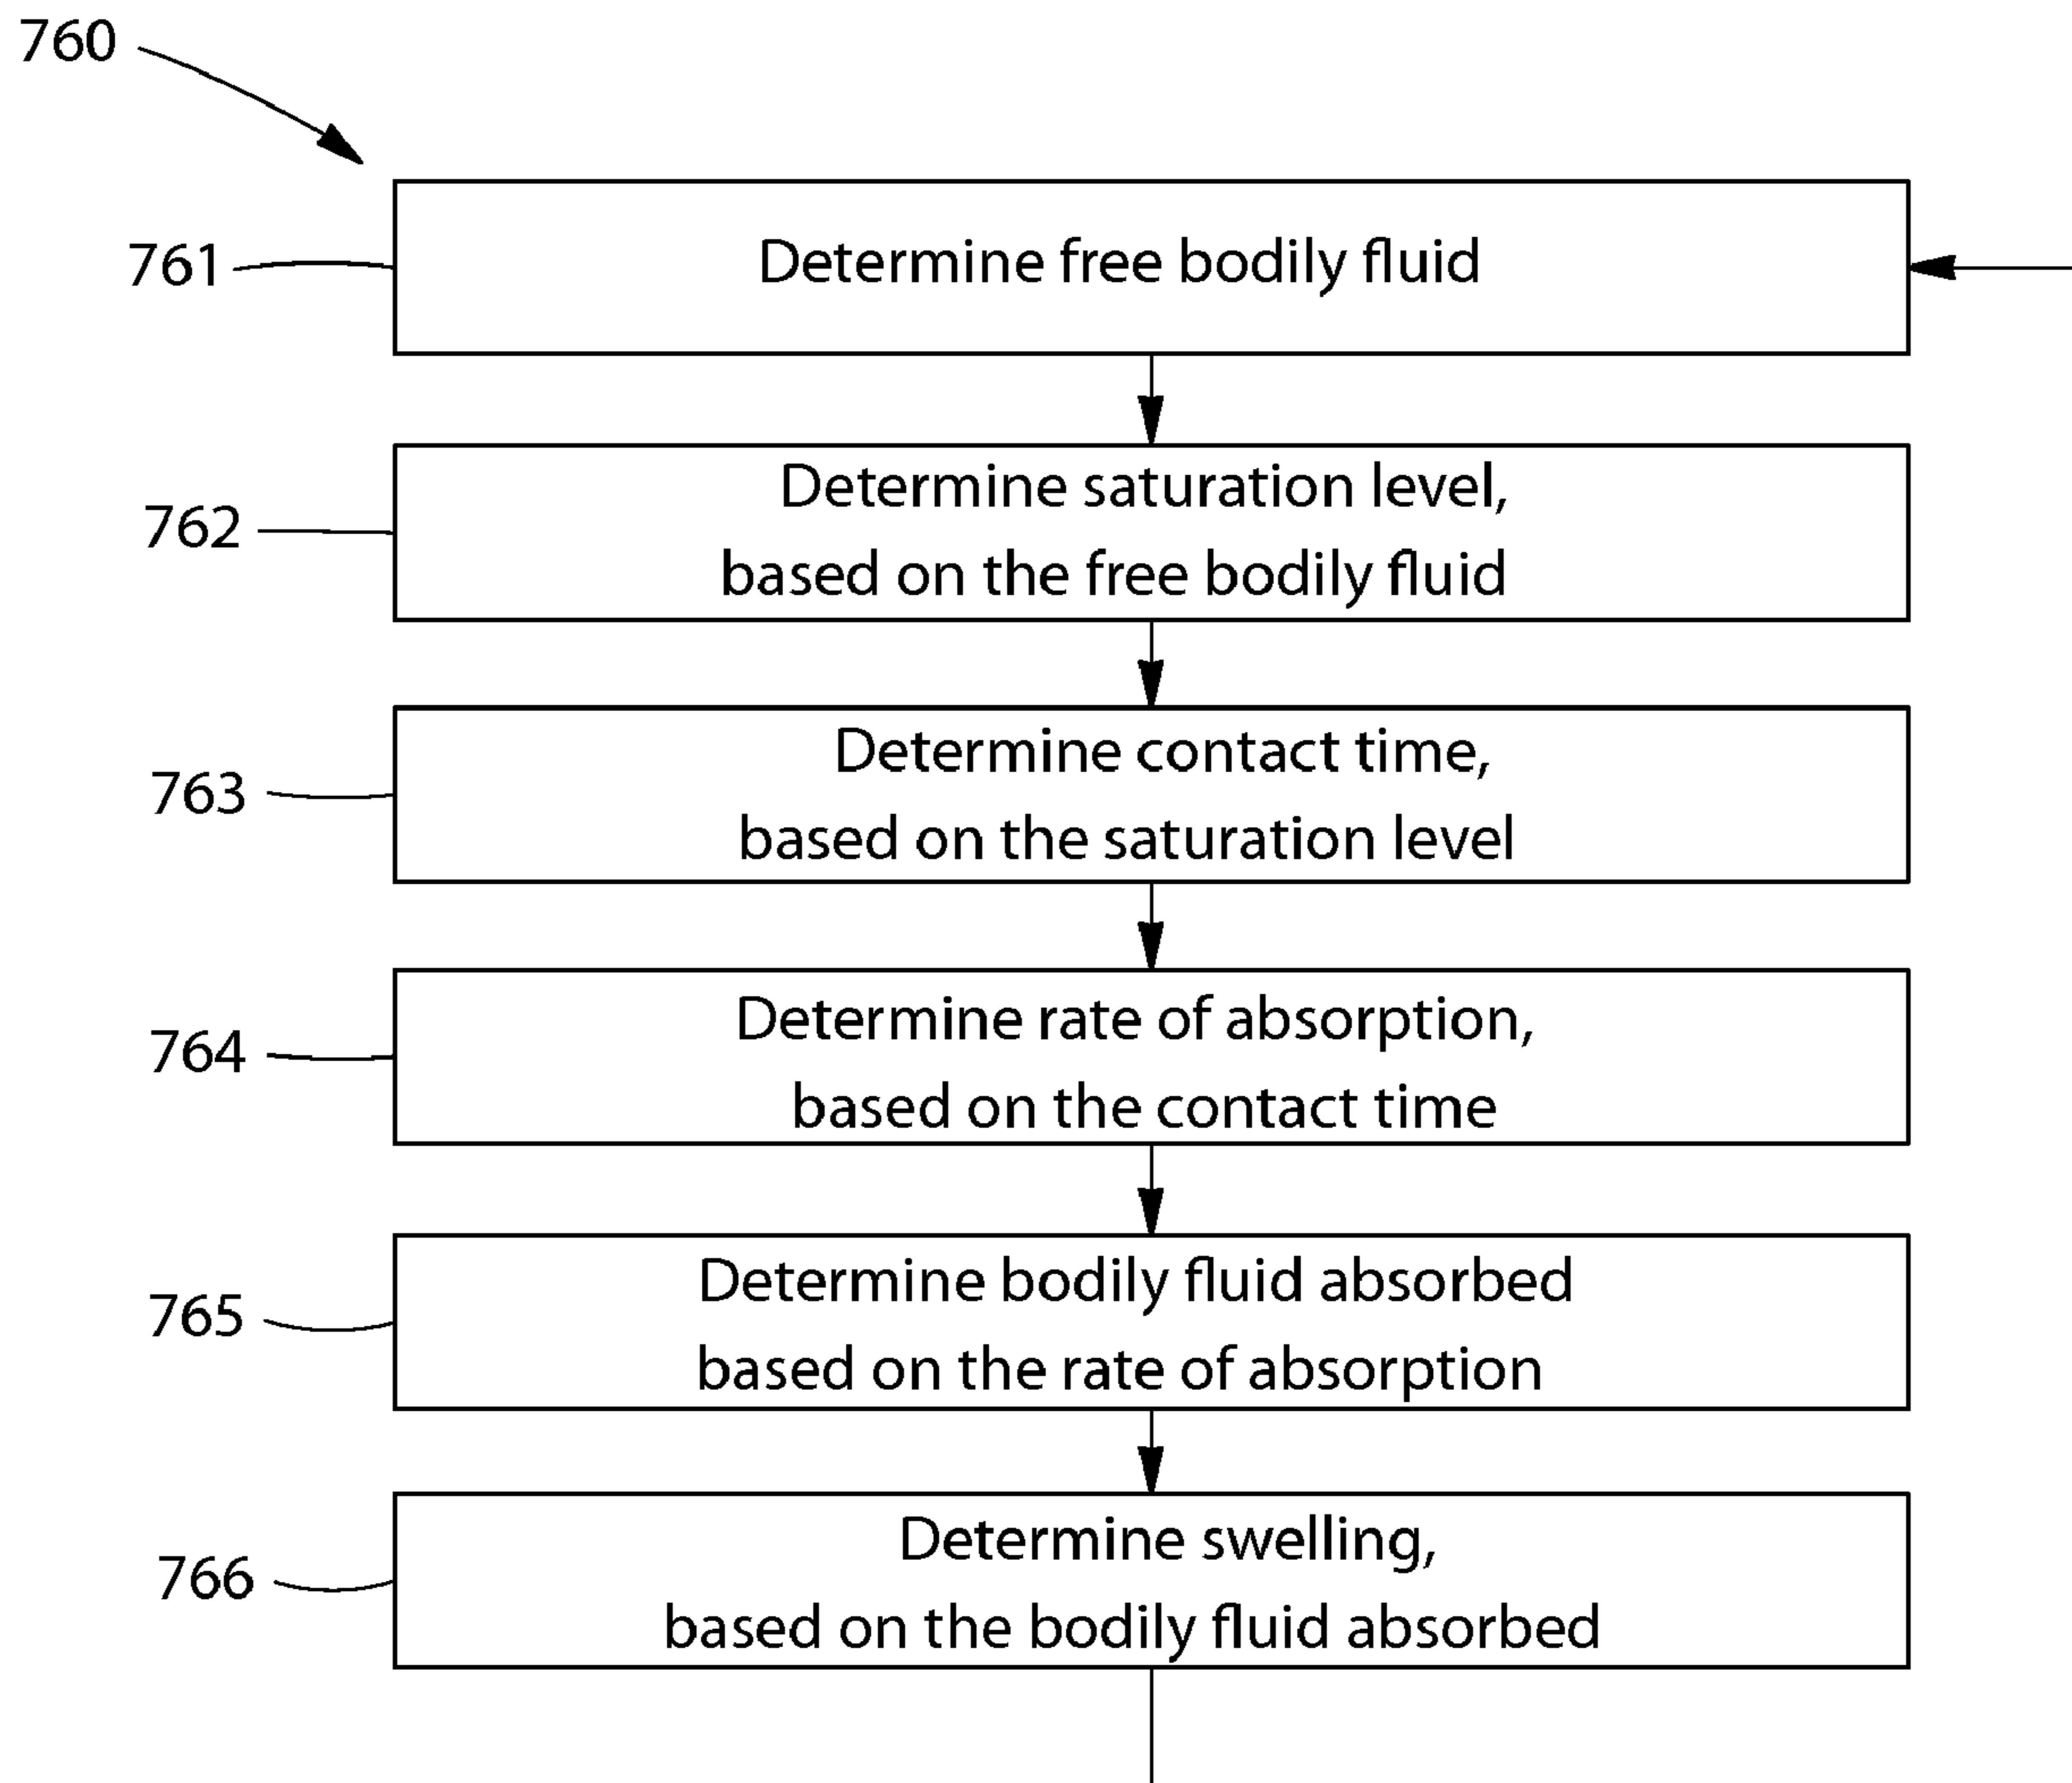 760
761
Determine free bodily fluid
762
Determine saturation level,
based on the free bodily fluid
763
Determine contact time,
based on the saturation level
764
Determine rate of absorption,
based on the contact time
765
Determine bodily fluid absorbed
based on the rate of absorption
766
Determine swelling,
based on the bodily fluid absorbed